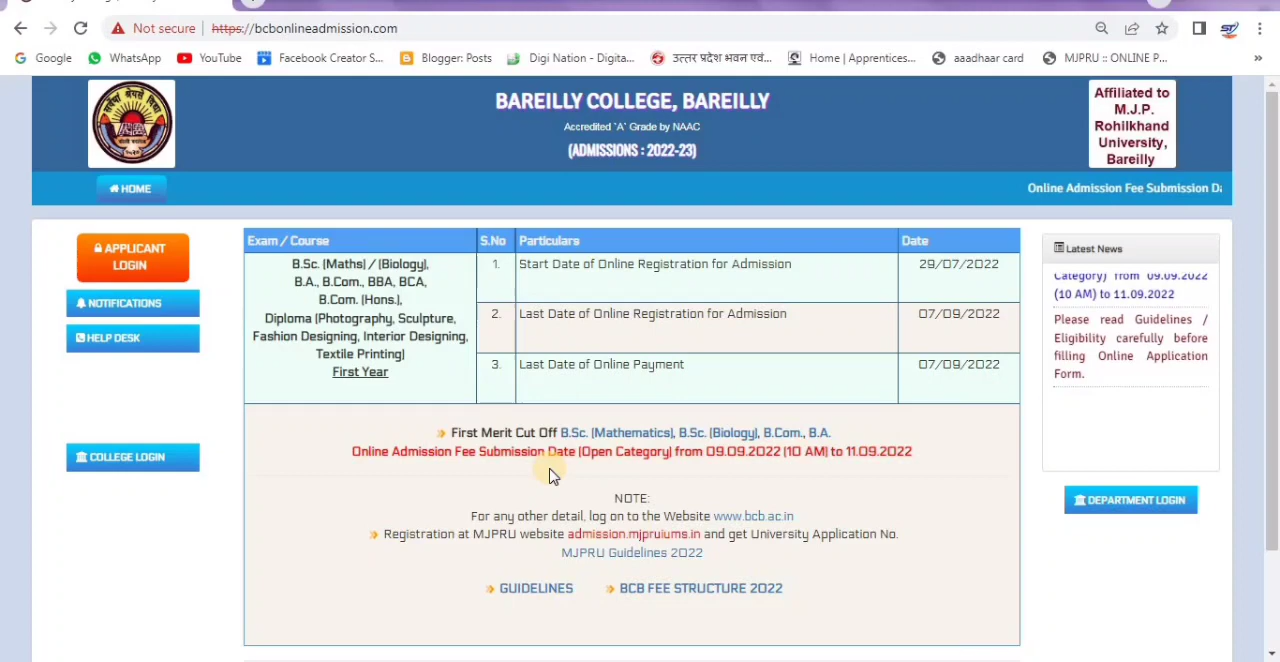 Not secure https://bcbonlineadmission.com
Google WhatsApp YouTube Facebook Creator S... Blogger: Posts Digi Nation - Digita... उत्तर प्रदेश भवन एवं... Home | Apprentices... aaadhaar card MJPRU :: ONLINE P... »
BAREILLY COLLEGE, BAREILLY
Accredited "A" Grade by NAAC
(ADMISSIONS : 2022-23)
Affiliated to
M.J.P.
Rohilkhand
University,
Bareilly
HOME
Online Admission Fee Submission Da
APPLICANT
LOGIN
NOTIFICATIONS
HELP DESK
COLLEGE LOGIN
Exam / Course S.No Particulars Date
B.Sc. (Maths) / (Biology),
B.A., B.Com., BBA, BCA,
B.Com. (Hons.),
Diploma (Photography, Sculpture,
Fashion Designing, Interior Designing,
Textile Printing)
First Year
1. Start Date of Online Registration for Admission 29/07/2022
2. Last Date of Online Registration for Admission 07/09/2022
3. Last Date of Online Payment 07/09/2022
First Merit Cut Off B.Sc. (Mathematics), B.Sc. (Biology), B.Com., B.A.
Online Admission Fee Submission Date (Open Category) from 09.09.2022 (10 AM) to 11.09.2022
NOTE:
For any other detail, log on to the Website www.bcb.ac.in
Registration at MJPRU website admission.mjpruiums.in and get University Application No.
MJPRU Guidelines 2022
GUIDELINES BCB FEE STRUCTURE 2022
Latest News
Category) from 09.09.2022
(10 AM) to 11.09.2022
Please read Guidelines /
Eligibility carefully before
filling Online Application
Form.
DEPARTMENT LOGIN